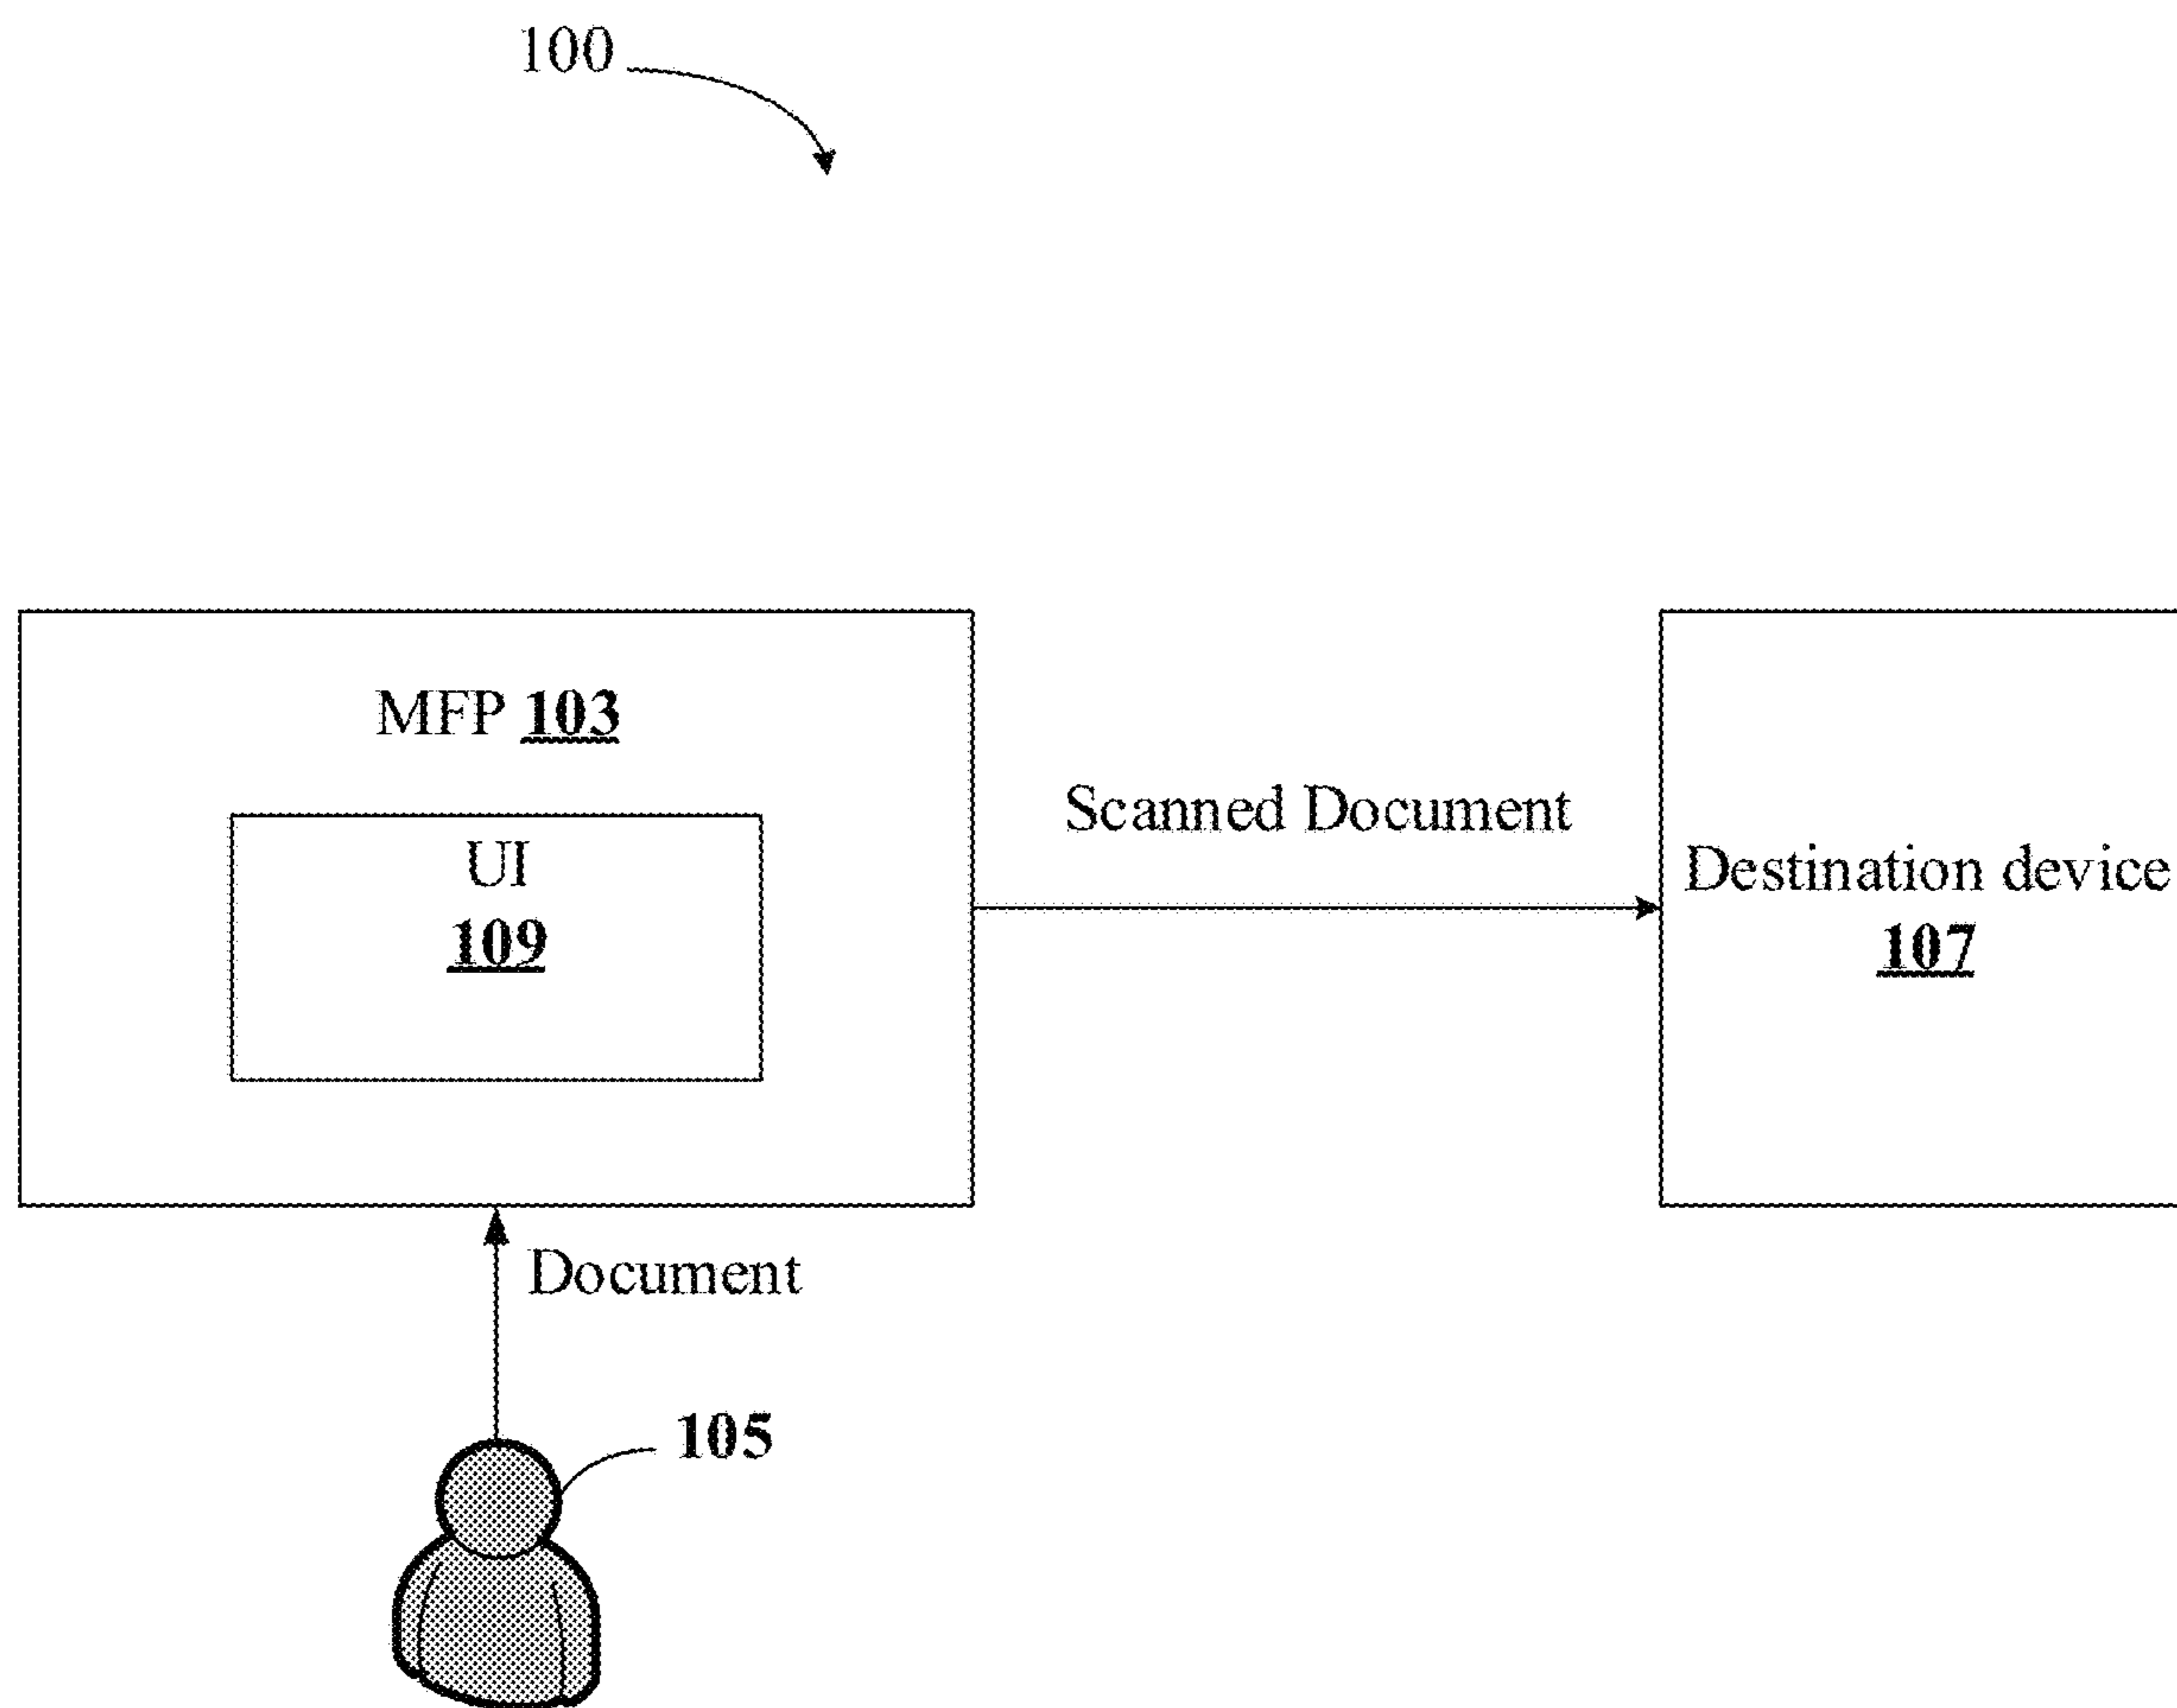 100
MFP 103
UI
109
Scanned Document
Destination device
107
Document
105